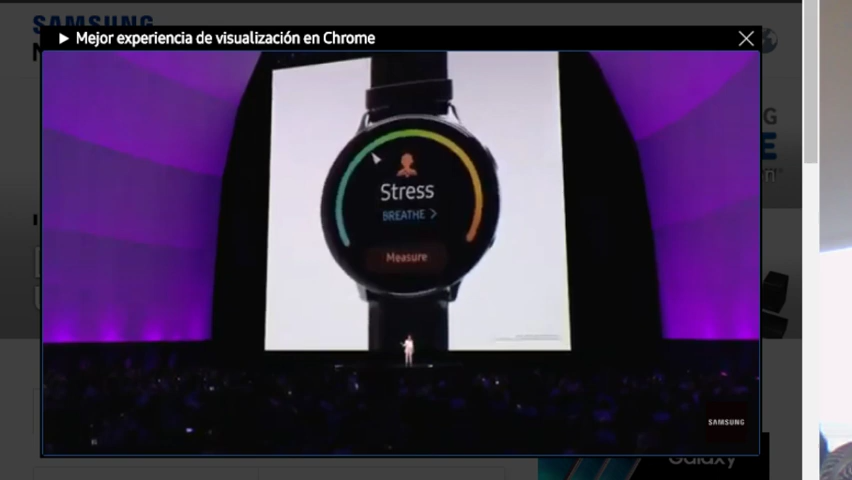 SAMSUNG
N
▶ Mejor experiencia de visualización en Chrome
G
E
Stress
BREATHE >
Measure
SAMSUNG
Galaxy